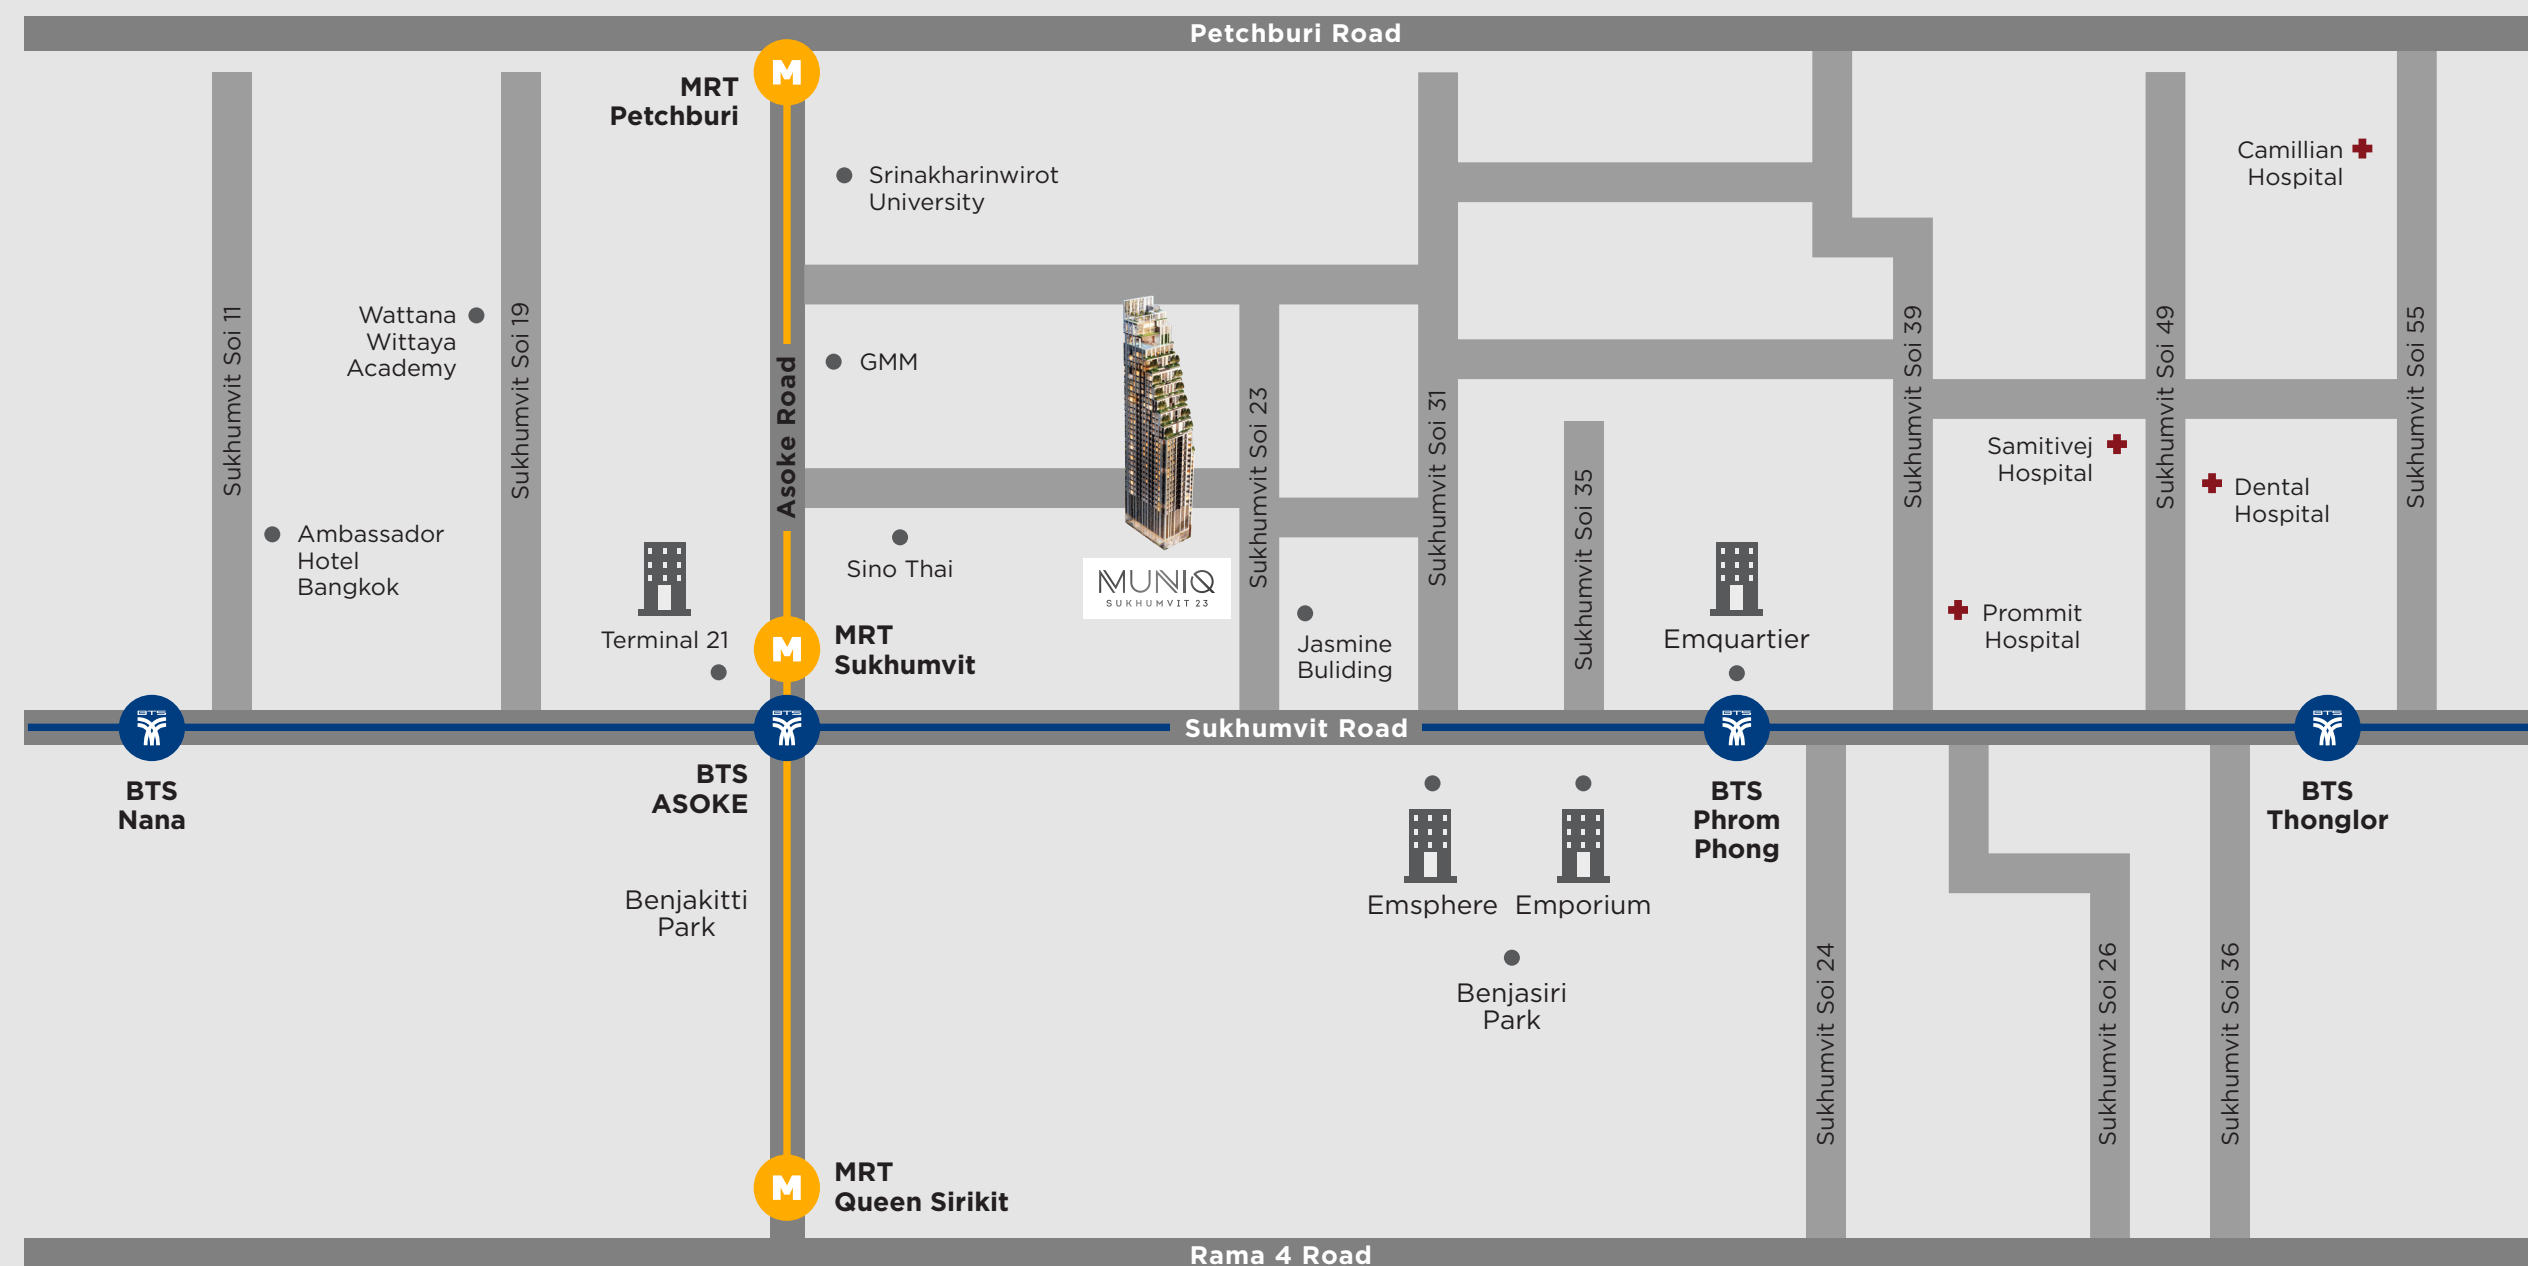 Petchburi Road
M
MRT
Petchburi
Srinakharinwirot
University
Camillian
Hospital
Sukhumvit Soi 11
Wattana
Wittaya
Academy
Sukhumvit Soi 19
Asoke Road
GMM
Sukhumvit Soi 23
Sukhumvit Soi 31
Sukhumvit Soi 35
Sukhumvit Soi 39
Sukhumvit Soi 49
Sukhumvit Soi 55
Samitivej
Hospital
Dental
Hospital
Ambassador
Hotel
Bangkok
Sino Thai
MUNIQ
SUKHUMVIT 23
Terminal 21
M
MRT
Sukhumvit
Jasmine
Buliding
Emquartier
Prommit
Hospital
BTS
BTS
Sukhumvit Road
BTS
BTS
BTS
Nana
BTS
ASOKE
BTS
Phrom
Phong
BTS
Thonglor
Benjakitti
Park
Emsphere
Emporium
Benjasiri
Park
Sukhumvit Soi 24
Sukhumvit Soi 26
Sukhumvit Soi 36
M
MRT
Queen Sirikit
Rama 4 Road